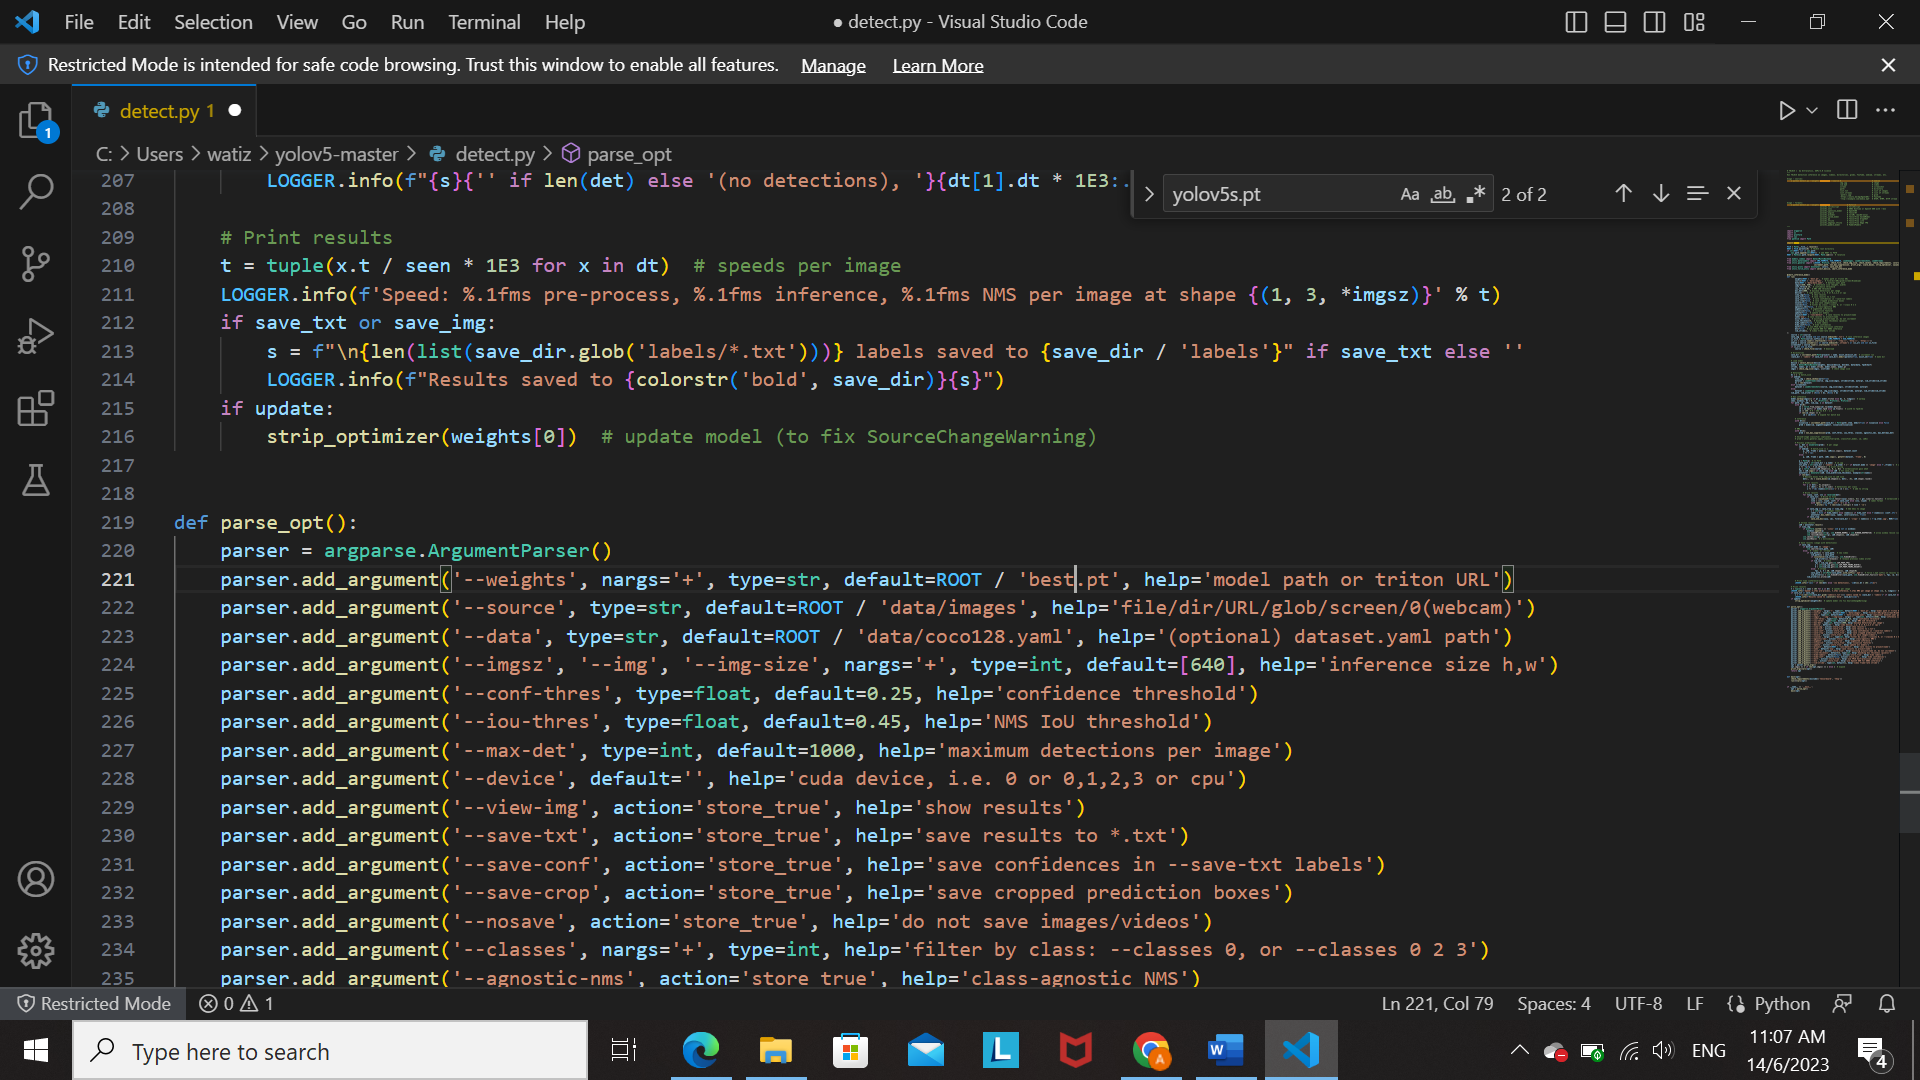 File Edit Selection View Go Run Terminal Help
● detect.py - Visual Studio Code
Restricted Mode is intended for safe code browsing. Trust this window to enable all features. Manage Learn More
1
detect.py 1
C: > Users > watiz > yolov5-master > detect.py > parse_opt
yolov5s.pt Aa ab 2 of 2
207 LOGGER.info(f"{s}{'' if len(det) else '(no detections), '}{dt[1].dt * 1E3:.
208
209 # Print results
210 t = tuple(x.t / seen * 1E3 for x in dt)  # speeds per image
211 LOGGER.info(f'Speed: %.1fms pre-process, %.1fms inference, %.1fms NMS per image at shape {(1, 3, *imgsz)}' % t)
212 if save_txt or save_img:
213 s = f"\n{len(list(save_dir.glob('labels/*.txt')))} labels saved to {save_dir / 'labels'}" if save_txt else ''
214 LOGGER.info(f"Results saved to {colorstr('bold', save_dir)}{s}")
215 if update:
216 strip_optimizer(weights[0])  # update model (to fix SourceChangeWarning)
217
218
219 def parse_opt():
220 parser = argparse.ArgumentParser()
221 parser.add_argument('--weights', nargs='+', type=str, default=ROOT / 'best.pt', help='model path or triton URL')
222 parser.add_argument('--source', type=str, default=ROOT / 'data/images', help='file/dir/URL/glob/screen/0(webcam)')
223 parser.add_argument('--data', type=str, default=ROOT / 'data/coco128.yaml', help='(optional) dataset.yaml path')
224 parser.add_argument('--imgsz', '--img', '--img-size', nargs='+', type=int, default=[640], help='inference size h,w')
225 parser.add_argument('--conf-thres', type=float, default=0.25, help='confidence threshold')
226 parser.add_argument('--iou-thres', type=float, default=0.45, help='NMS IoU threshold')
227 parser.add_argument('--max-det', type=int, default=1000, help='maximum detections per image')
228 parser.add_argument('--device', default='', help='cuda device, i.e. 0 or 0,1,2,3 or cpu')
229 parser.add_argument('--view-img', action='store_true', help='show results')
230 parser.add_argument('--save-txt', action='store_true', help='save results to *.txt')
231 parser.add_argument('--save-conf', action='store_true', help='save confidences in --save-txt labels')
232 parser.add_argument('--save-crop', action='store_true', help='save cropped prediction boxes')
233 parser.add_argument('--nosave', action='store_true', help='do not save images/videos')
234 parser.add_argument('--classes', nargs='+', type=int, help='filter by class: --classes 0, or --classes 0 2 3')
235 parser.add_argument('--agnostic-nms', action='store_true', help='class-agnostic NMS')
Restricted Mode 0 1 Ln 221, Col 79 Spaces: 4 UTF-8 LF Python
Type here to search
L A W ENG
11:07 AM
14/6/2023
4